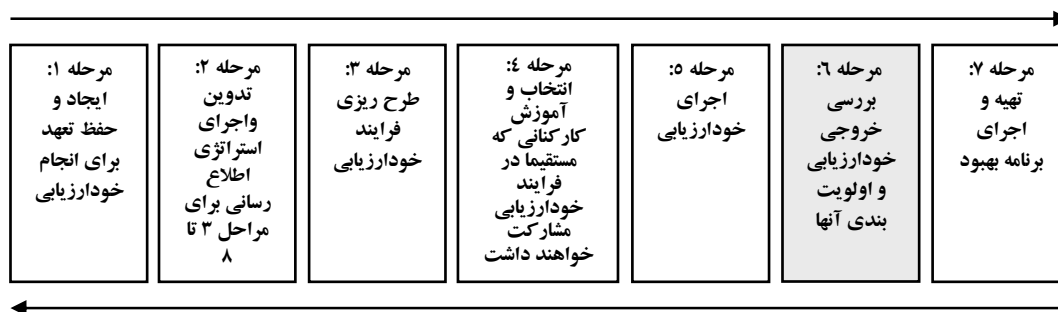 مرحله ۱:
ایجاد و
حفظ تعهد
برای انجام
خودارزیابی
مرحله ۲:
تدوین
واجرای
استراتژی
اطلاع
رسانی برای
مراحل ۳ تا
۸
مرحله ۳:
طرح ریزی
فرایند
خودارزیابی
مرحله ٤:
انتخاب و
آموزش
کارکنانی که
مستقیما در
فرایند
خودارزیابی
مشارکت
خواهند داشت
مرحله ٥:
اجرای
خودارزیابی
مرحله ٦:
بررسی
خروجی
خودارزیابی
و اولویت
بندی آنها
مرحله ۷:
تهیه و
اجرای
برنامه بهبود